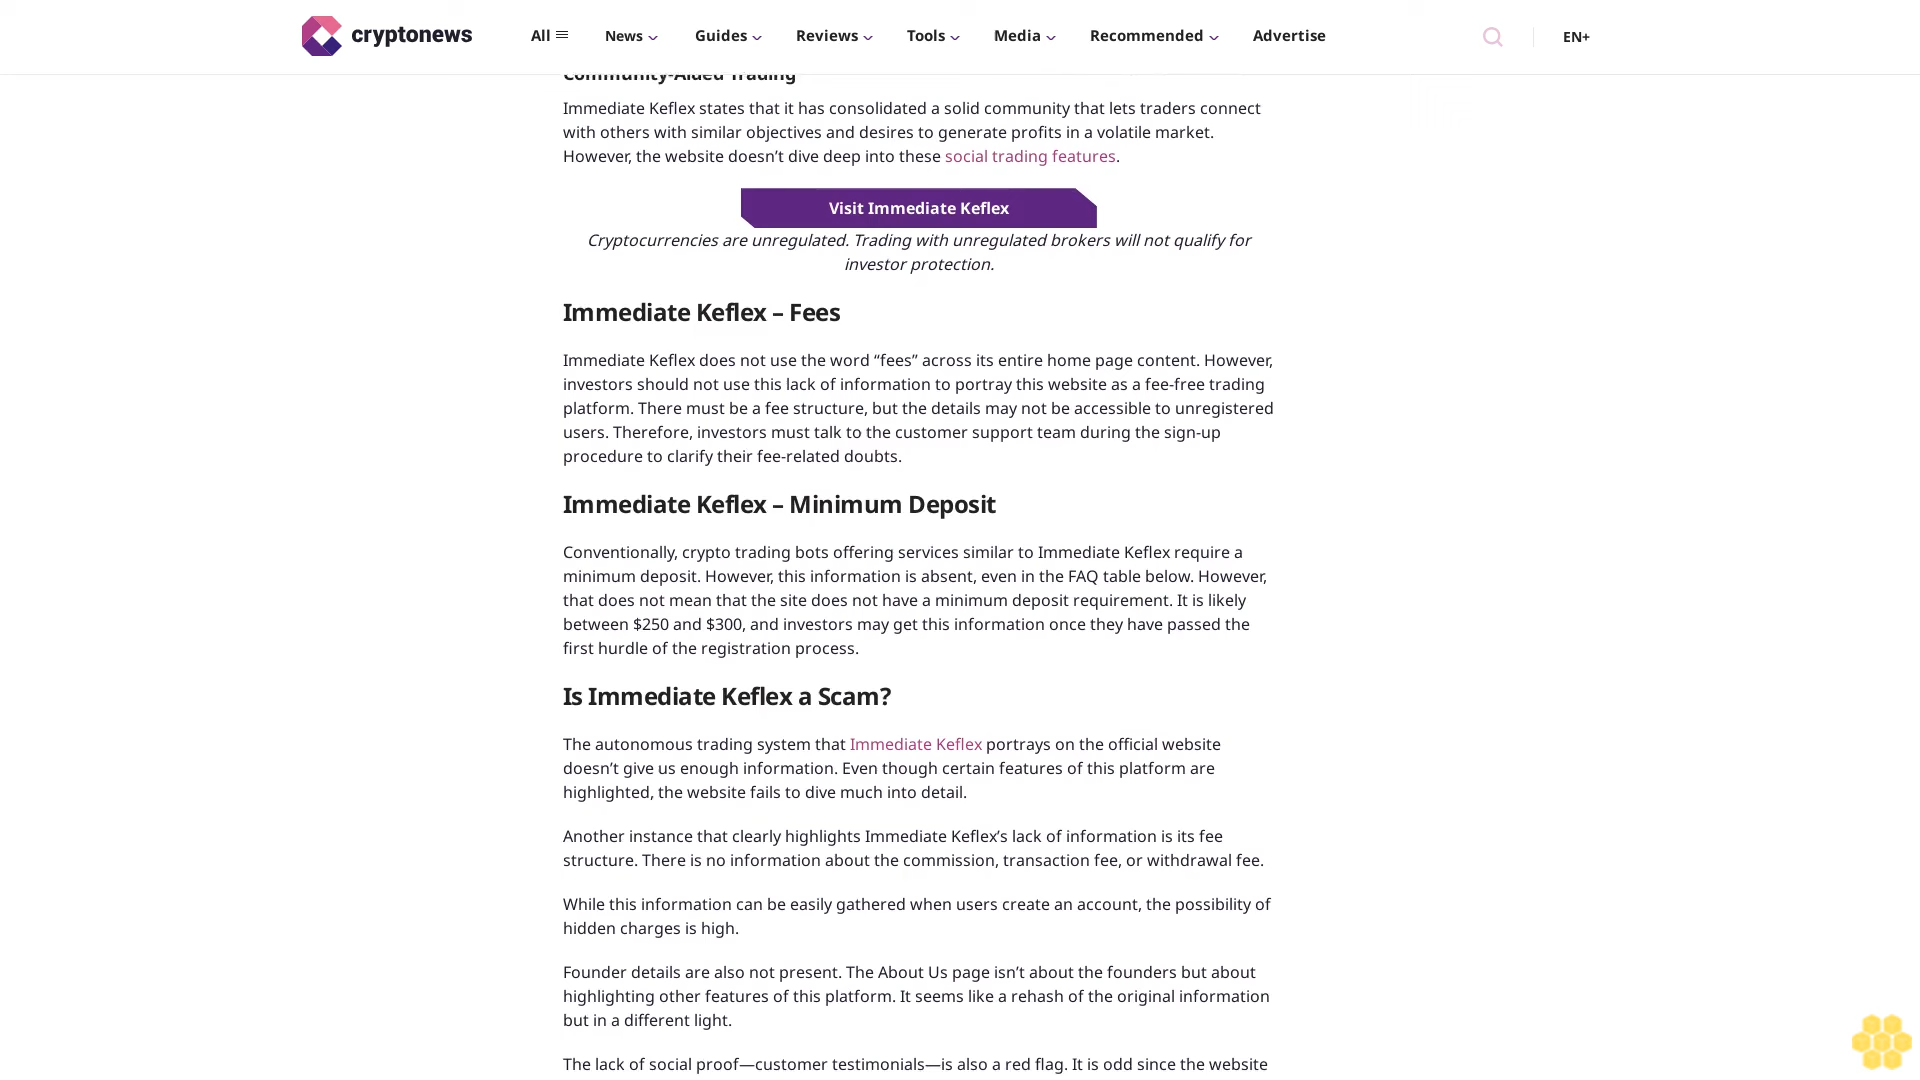 cryptonews
All
News
Guides
Reviews
Tools
Media
Recommended
Advertise
EN+
Community-Aided Trading
Immediate Keflex states that it has consolidated a solid community that lets traders connect
with others with similar objectives and desires to generate profits in a volatile market.
However, the website doesn’t dive deep into these social trading features.
Visit Immediate Keflex
Cryptocurrencies are unregulated. Trading with unregulated brokers will not qualify for
investor protection.
Immediate Keflex – Fees
Immediate Keflex does not use the word “fees” across its entire home page content. However,
investors should not use this lack of information to portray this website as a fee-free trading
platform. There must be a fee structure, but the details may not be accessible to unregistered
users. Therefore, investors must talk to the customer support team during the sign-up
procedure to clarify their fee-related doubts.
Immediate Keflex – Minimum Deposit
Conventionally, crypto trading bots offering services similar to Immediate Keflex require a
minimum deposit. However, this information is absent, even in the FAQ table below. However,
that does not mean that the site does not have a minimum deposit requirement. It is likely
between $250 and $300, and investors may get this information once they have passed the
first hurdle of the registration process.
Is Immediate Keflex a Scam?
The autonomous trading system that Immediate Keflex portrays on the official website
doesn’t give us enough information. Even though certain features of this platform are
highlighted, the website fails to dive much into detail.
Another instance that clearly highlights Immediate Keflex’s lack of information is its fee
structure. There is no information about the commission, transaction fee, or withdrawal fee.
While this information can be easily gathered when users create an account, the possibility of
hidden charges is high.
Founder details are also not present. The About Us page isn’t about the founders but about
highlighting other features of this platform. It seems like a rehash of the original information
but in a different light.
The lack of social proof—customer testimonials—is also a red flag. It is odd since the website